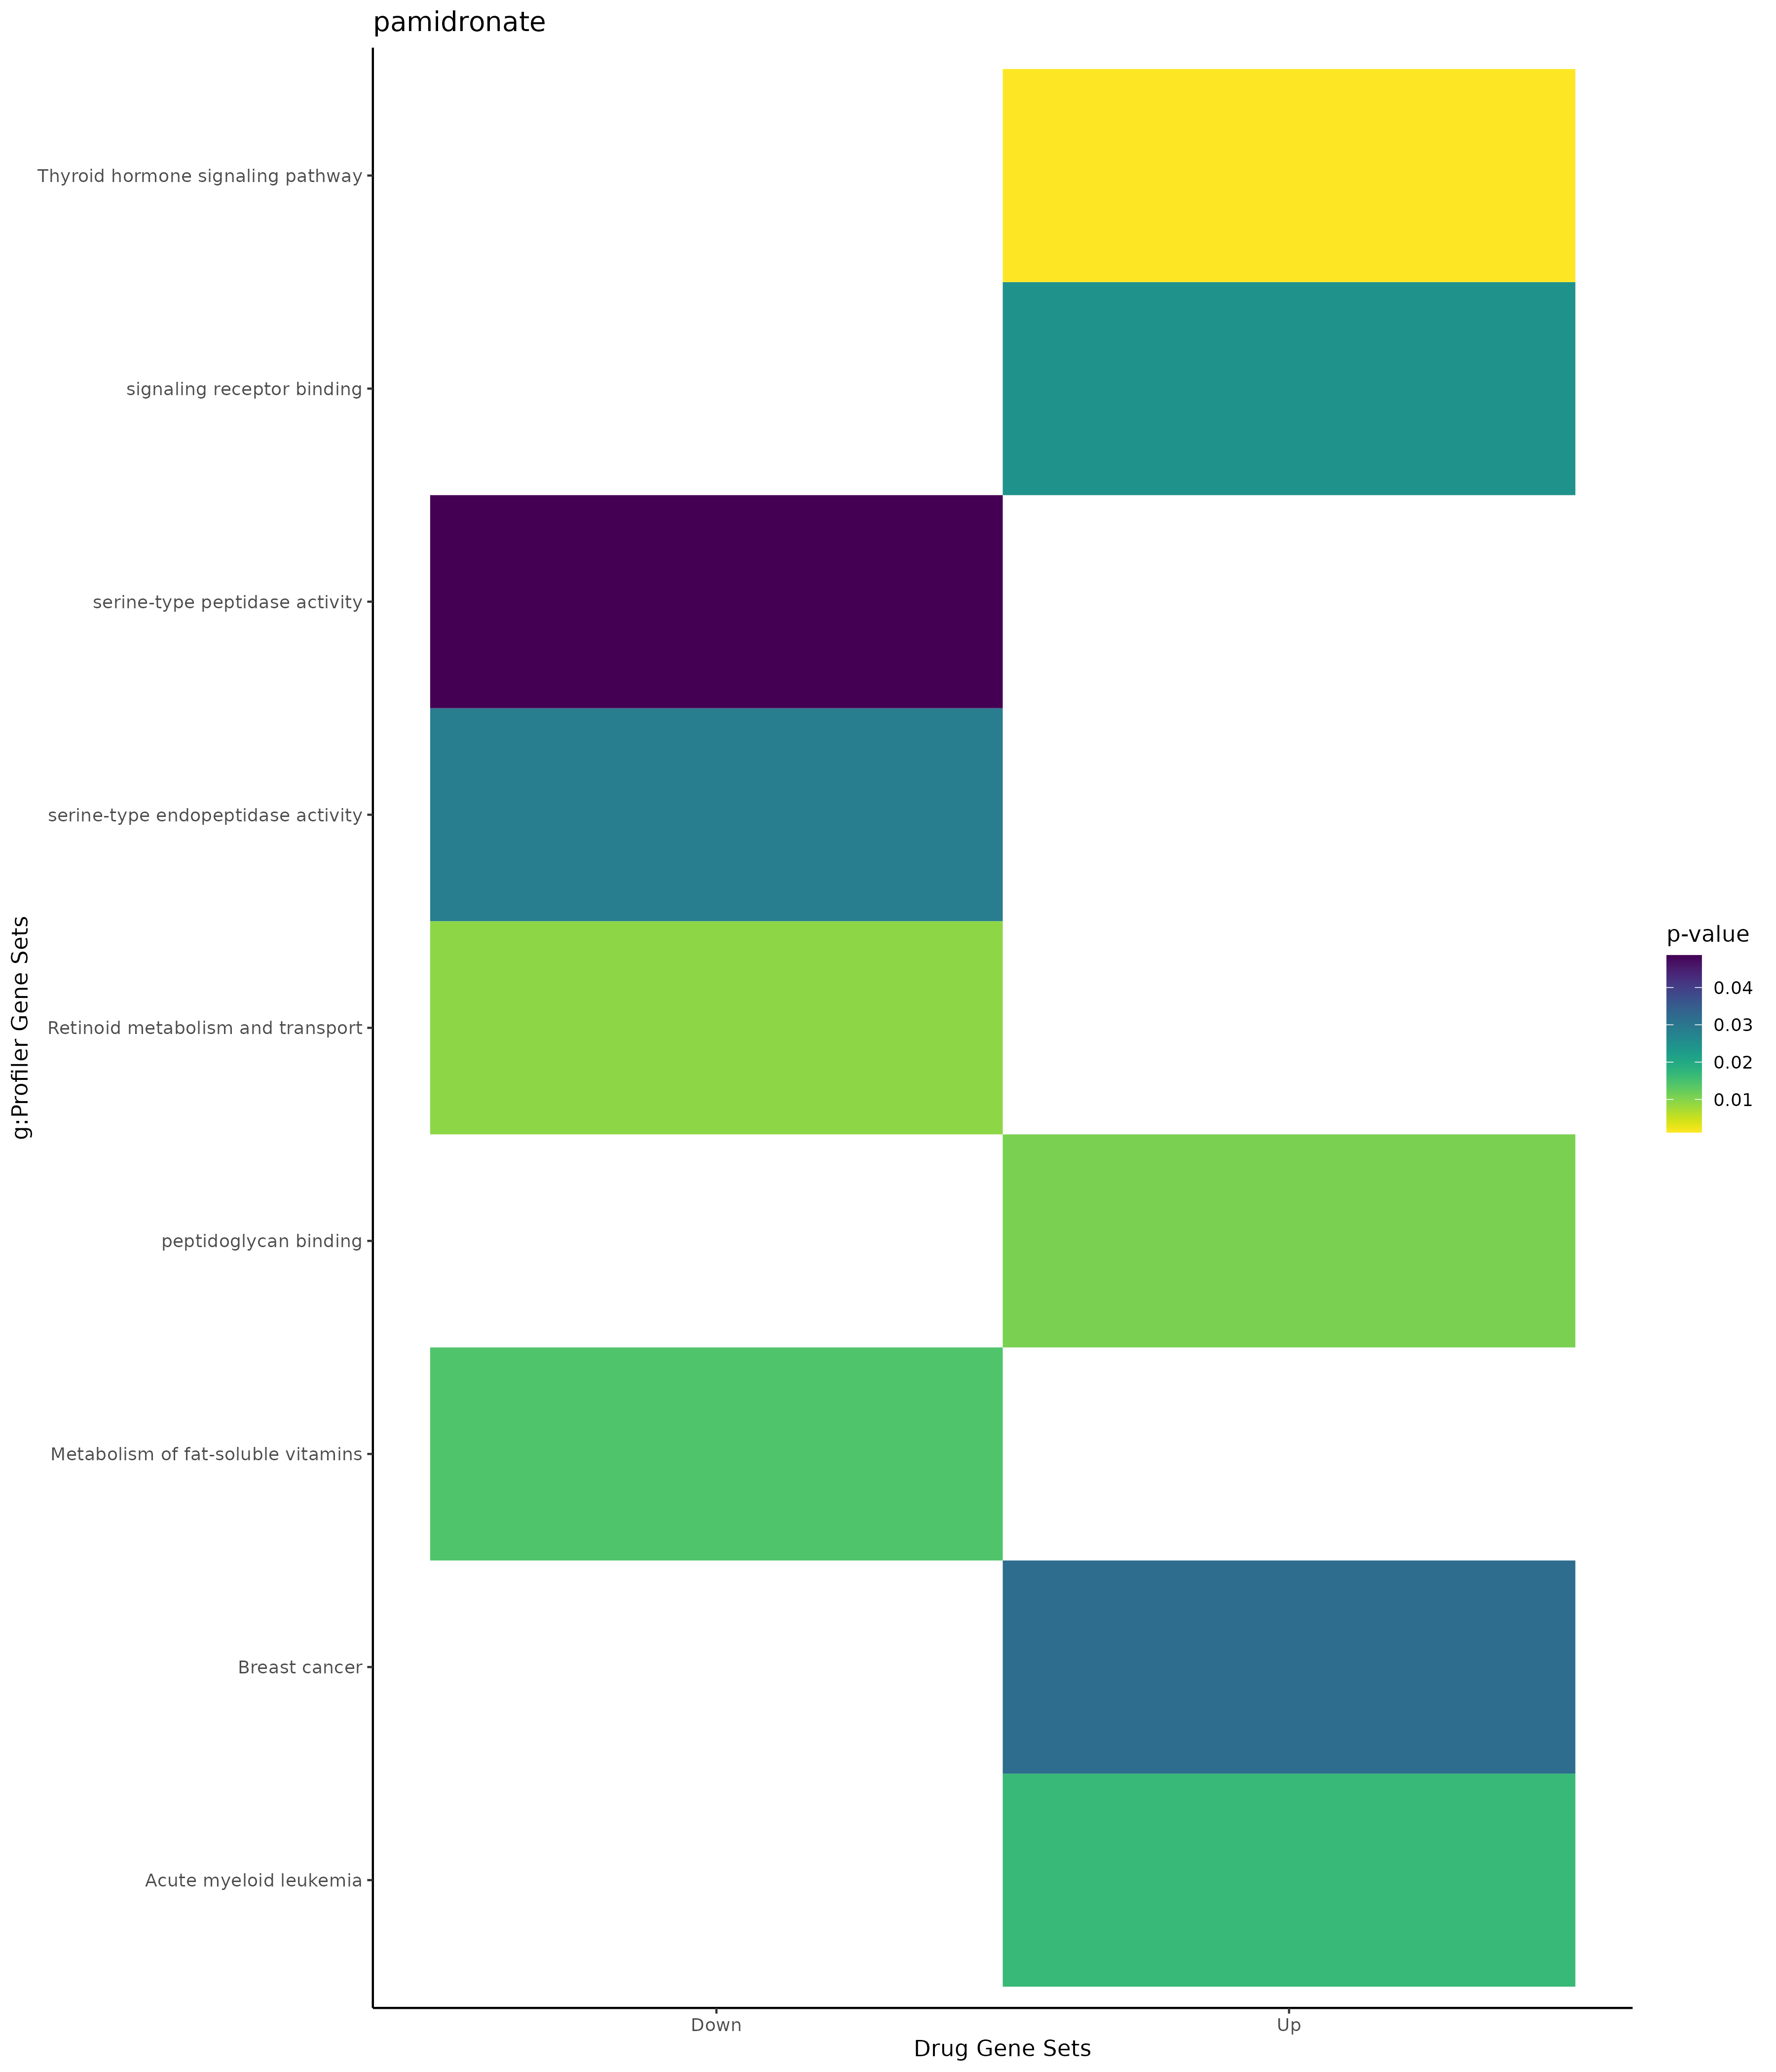 pamidronate
Thyroid hormone signaling pathway
signaling receptor binding
serine-type peptidase activity
serine-type endopeptidase activity
Retinoid metabolism and transport
peptidoglycan binding
Metabolism of fat-soluble vitamins
Breast cancer
Acute myeloid leukemia
g:Profiler Gene Sets
Down
Up
Drug Gene Sets
p-value
0.04
0.03
0.02
0.01